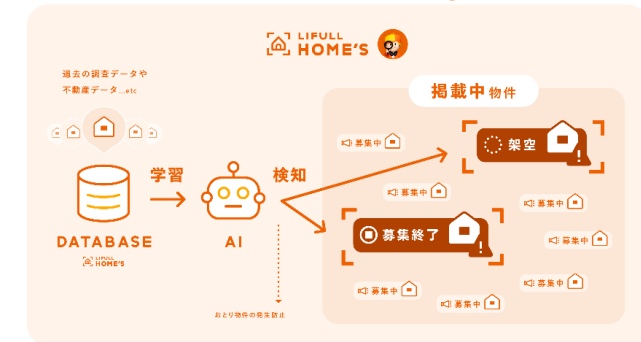 LIFULL
HOME'S
過去の調査データや
不動産データ...etc
掲載中物件
募集中
架空
学習
検知
募集中
募集中
募集終了
DATABASE
AI
募集中
LIFULL
HOME'S
募集中
募集中
募集中
募集中
おとり物件の発生防止